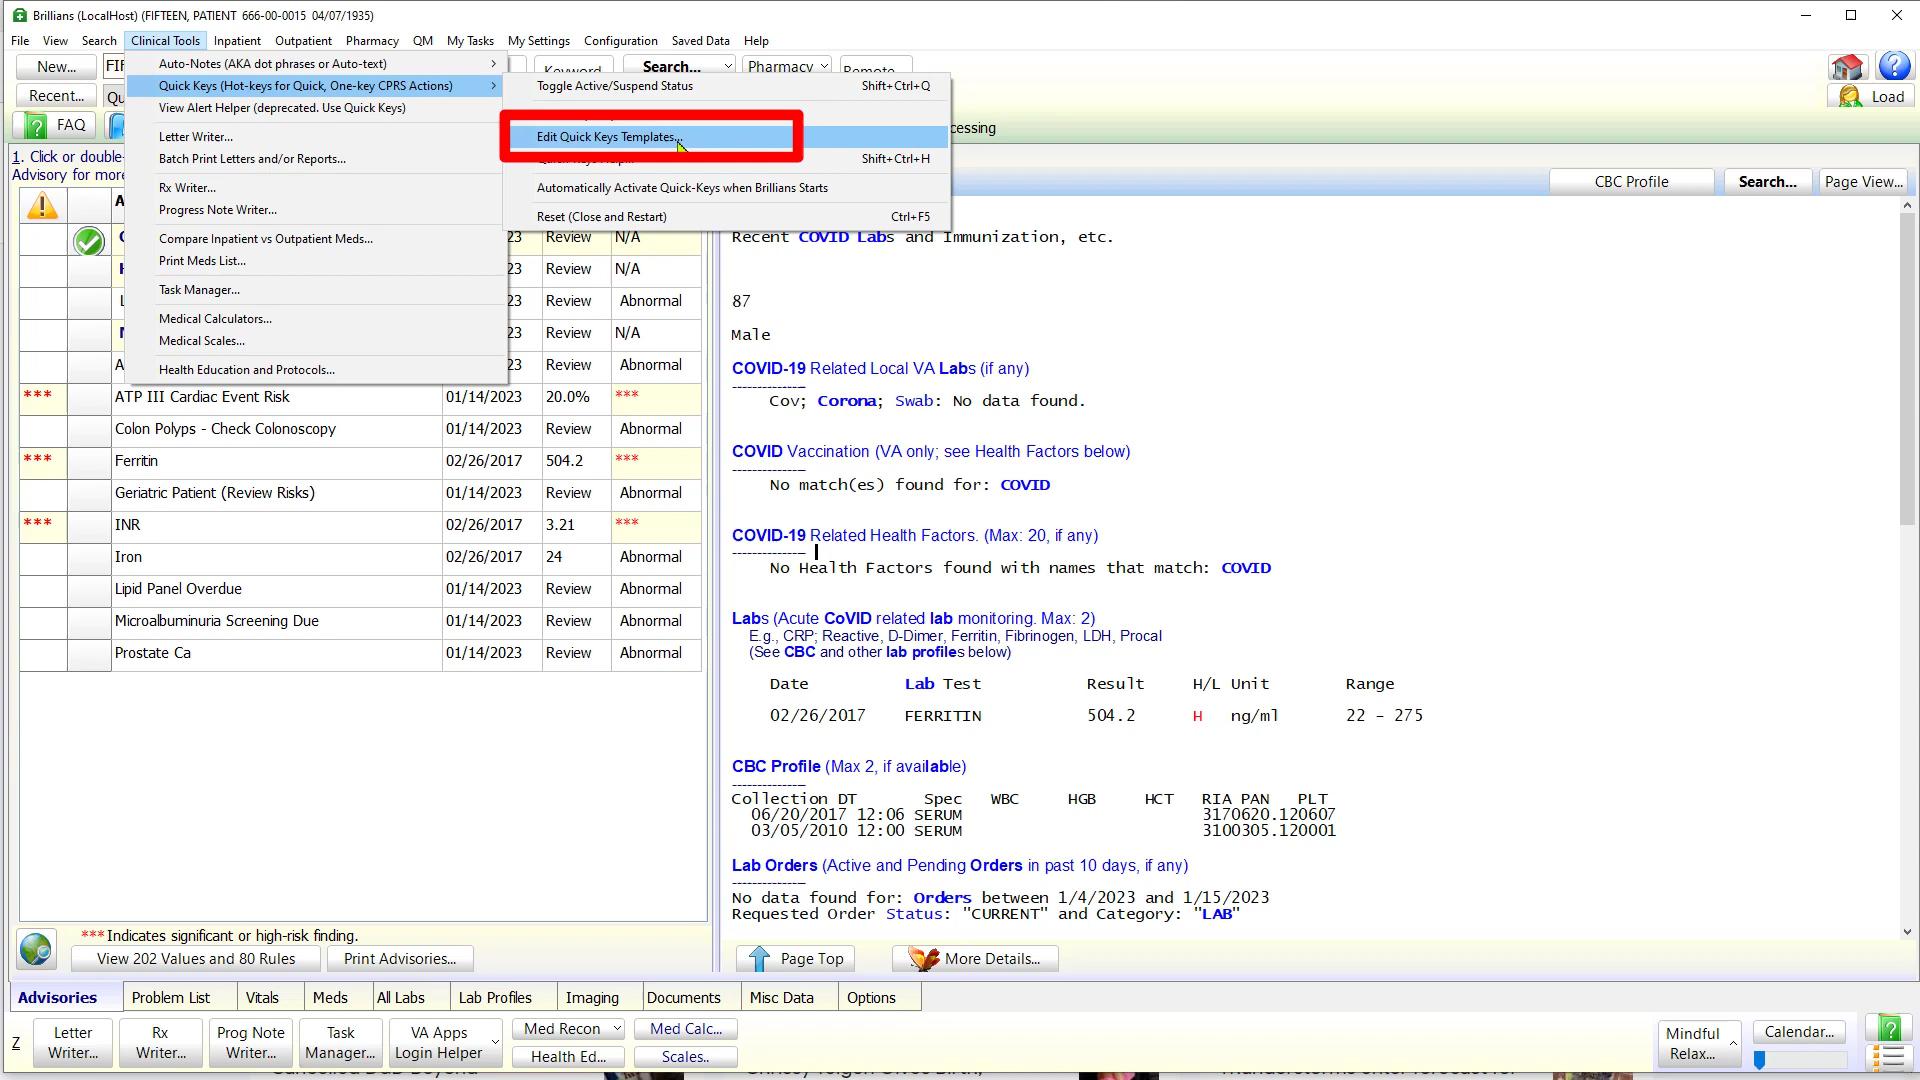 Brillians (LocalHost) (FIFTEEN, PATIENT 666-00-0015 04/07/1935)
File View Search Clinical Tools Inpatient Outpatient Pharmacy QM My Tasks My Settings Configuration Saved Data Help
New... FIF Keyword Search... Pharmacy Remote
Recent... Qu Load
FAQ
Auto-Notes (AKA dot phrases or Auto-text)
Quick Keys (Hot-keys for Quick, One-key CPRS Actions)
View Alert Helper (deprecated. Use Quick Keys)
Letter Writer...
Batch Print Letters and/or Reports...
Rx Writer...
Progress Note Writer...
Compare Inpatient vs Outpatient Meds...
Print Meds List...
Task Manager...
Medical Calculators...
Medical Scales...
Health Education and Protocols...
Toggle Active/Suspend Status Shift+Ctrl+Q
Edit Quick Keys Templates...
Quick Keys Help... Shift+Ctrl+H
Automatically Activate Quick-Keys when Brillians Starts
Reset (Close and Restart) Ctrl+F5
cessing
1. Click or double-
Advisory for more
CBC Profile Search... Page View...
23 Review N/A
23 Review N/A
23 Review Abnormal
23 Review N/A
A 23 Review Abnormal
*** ATP III Cardiac Event Risk 01/14/2023 20.0% ***
Colon Polyps - Check Colonoscopy 01/14/2023 Review Abnormal
*** Ferritin 02/26/2017 504.2 ***
Geriatric Patient (Review Risks) 01/14/2023 Review Abnormal
*** INR 02/26/2017 3.21 ***
Iron 02/26/2017 24 Abnormal
Lipid Panel Overdue 01/14/2023 Review Abnormal
Microalbuminuria Screening Due 01/14/2023 Review Abnormal
Prostate Ca 01/14/2023 Review Abnormal
Recent COVID Labs and Immunization, etc.
87
Male
COVID-19 Related Local VA Labs (if any)
--------------
Cov; Corona; Swab: No data found.
COVID Vaccination (VA only; see Health Factors below)
--------------
No match(es) found for: COVID
COVID-19 Related Health Factors. (Max: 20, if any)
--------------
No Health Factors found with names that match: COVID
Labs (Acute CoVID related lab monitoring. Max: 2)
E.g., CRP; Reactive, D-Dimer, Ferritin, Fibrinogen, LDH, Procal
(See CBC and other lab profiles below)
Date Lab Test Result H/L Unit Range
02/26/2017 FERRITIN 504.2 H ng/ml 22 - 275
CBC Profile (Max 2, if available)
--------------
Collection DT Spec WBC HGB HCT RIA PAN PLT
06/20/2017 12:06 SERUM 3170620.120607
03/05/2010 12:00 SERUM 3100305.120001
Lab Orders (Active and Pending Orders in past 10 days, if any)
--------------
No data found for: Orders between 1/4/2023 and 1/15/2023
Requested Order Status: "CURRENT" and Category: "LAB"
*** Indicates significant or high-risk finding.
View 202 Values and 80 Rules Print Advisories... Page Top More Details...
Advisories Problem List Vitals Meds All Labs Lab Profiles Imaging Documents Misc Data Options
Z Letter Writer... Rx Writer... Prog Note Writer... Task Manager... VA Apps Login Helper Med Recon Med Calc... Mindful Relax... Calendar...
Health Ed... Scales..